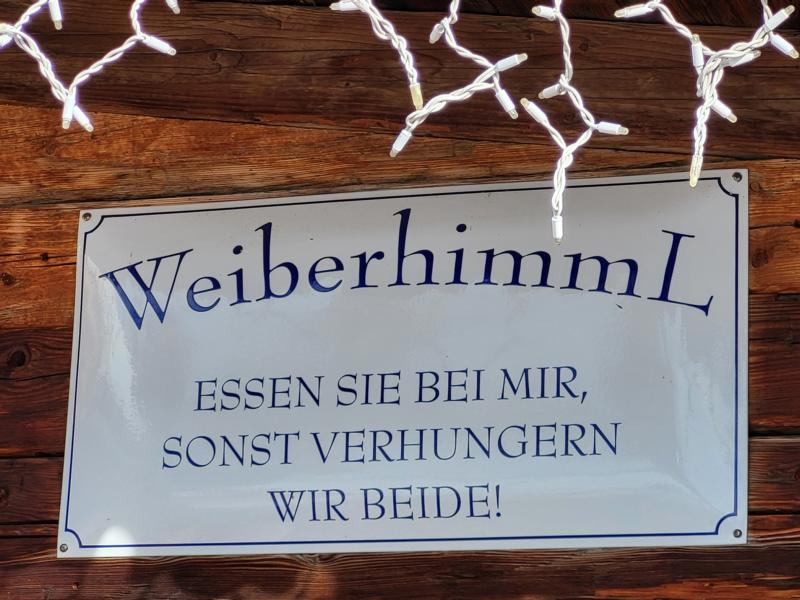 WeiberhimmL
ESSEN SIE BEI MIR,
SONST VERHUNGERN
WIR BEIDE!